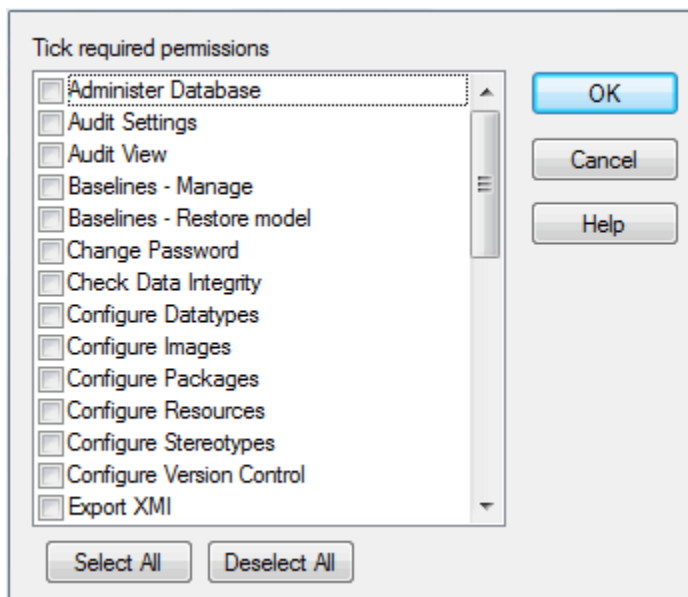 Tick required permissions
Administer Database
Audit Settings
Audit View
Baselines - Manage
Baselines - Restore model
Change Password
Check Data Integrity
Configure Datatypes
Configure Images
Configure Packages
Configure Resources
Configure Stereotypes
Configure Version Control
Export XMI
OK
Cancel
Help
Select All
Deselect All